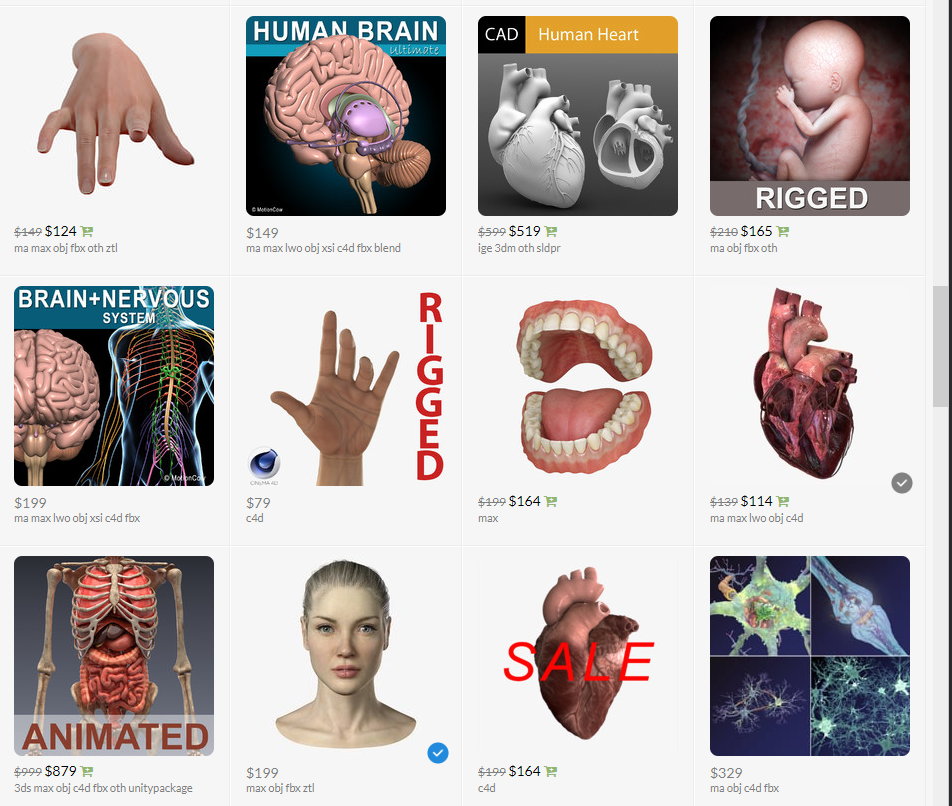 HUMAN BRAIN
Ultimate
© MotionCow
CAD Human Heart
RIGGED
$149 $124
ma max obj fbx oth ztl
$149
ma max lwo obj xsi c4d fbx blend
$599 $519
ige 3dm oth sldpr
$210 $165
ma obj fbx oth
BRAIN+NERVOUS
SYSTEM
© MotionCow
RIGGED
CINEMA 4D
$199
ma max lwo obj xsi c4d fbx
$79
c4d
$199 $164
max
$139 $114
ma max lwo obj c4d
ANIMATED
SALE
$999 $879
3ds max obj c4d fbx oth unitypackage
$199
max obj fbx ztl
$199 $164
c4d
$329
ma obj c4d fbx